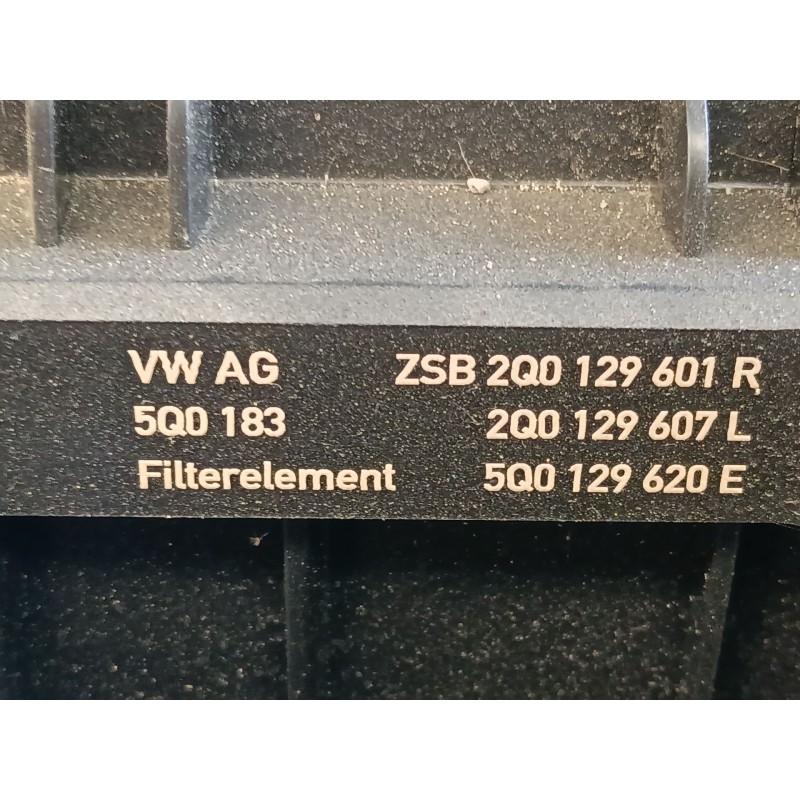 VW AG ZSB 2Q0 129 601 R
5Q0 183 2Q0 129 607 L
Filterelement 5Q0 129 620 E